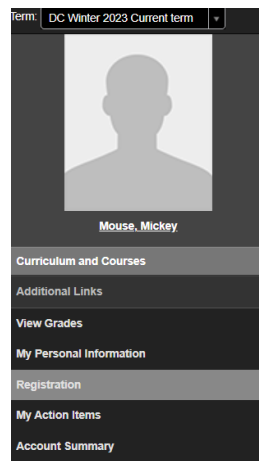 Term: DC Winter 2023 Current term
Mouse, Mickey
Curriculum and Courses
Additional Links
View Grades
My Personal Information
Registration
My Action Items
Account Summary